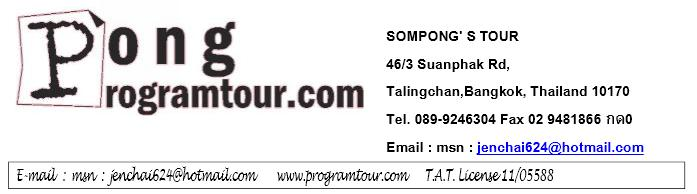 Pong
Programtour.com
SOMPONG' S TOUR
46/3 Suanphak Rd,
Talingchan,Bangkok, Thailand 10170
Tel. 089-9246304 Fax 02 9481866 กด0
Email : msn : jenchai624@hotmail.com
E-mail : msn : jenchai624@hotmail.com www.programtour.com T.A.T. License 11/05588